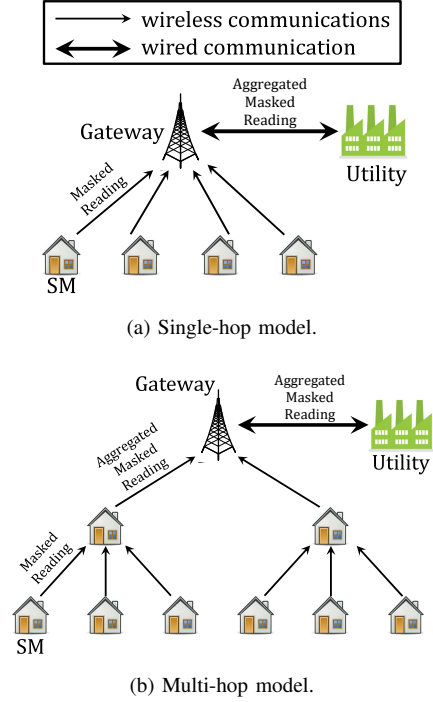 wireless communications
wired communication
Aggregated
Masked
Reading
Gateway
Masked
Reading
Utility
SM
(a) Single-hop model.
Gateway
Aggregated
Masked
Reading
Aggregated
Masked
Reading
Utility
Masked
Reading
SM
(b) Multi-hop model.